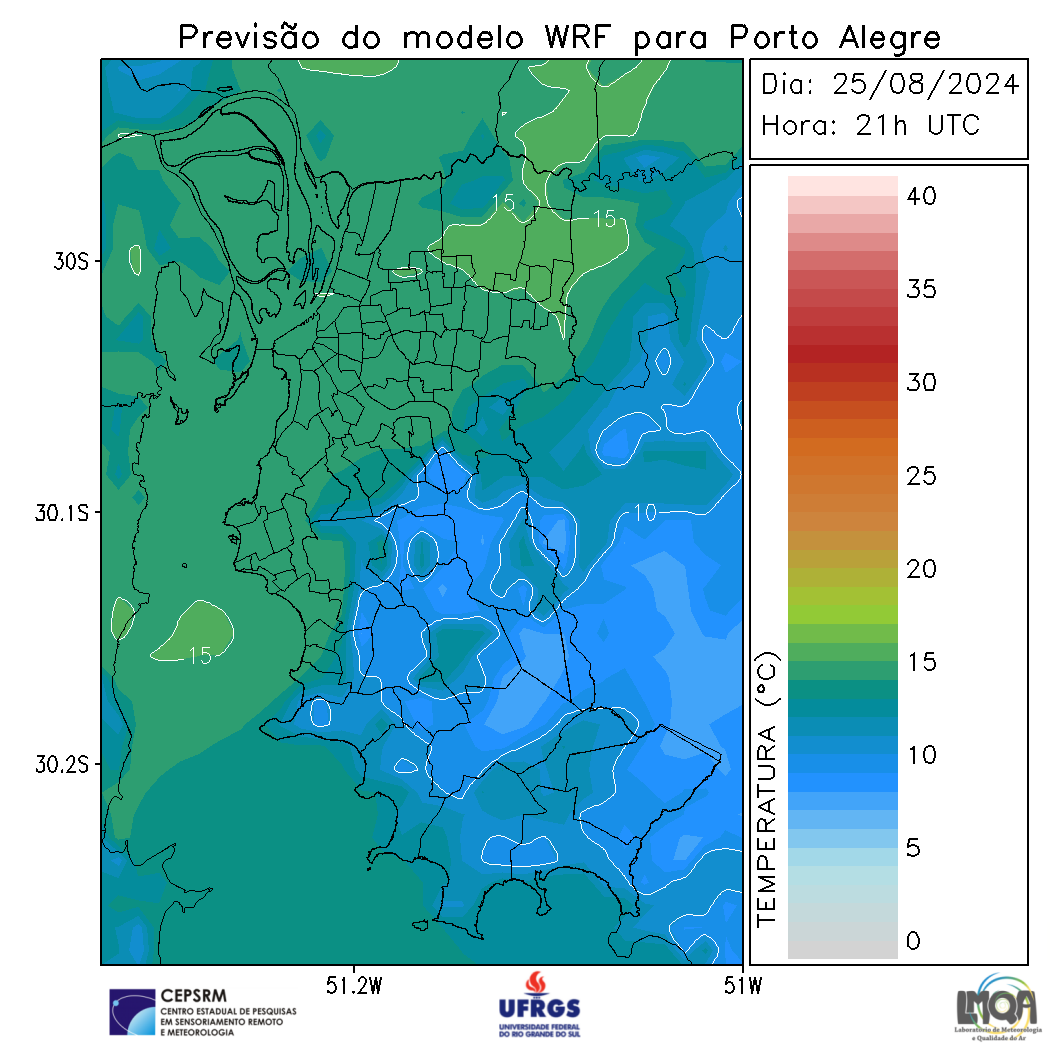 Previsão do modelo WRF para Porto Alegre
Dia: 25/08/2024
Hora: 21h UTC
40
35
30
25
20
15
10
5
0
TEMPERATURA (°C)
30S
30.1S
30.2S
51.2W
51W
15
15
10
15
CEPSRM
CENTRO ESTADUAL DE PESQUISAS
EM SENSORIAMENTO REMOTO
E METEOROLOGIA
UFRGS
UNIVERSIDADE FEDERAL
DO RIO GRANDE DO SUL
LMQA
Laboratório de Meteorologia
e Qualidade do Ar